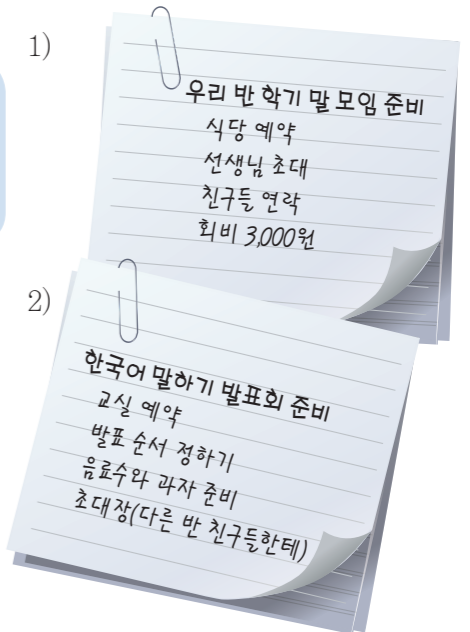 1)
우리 반 학기 말 모임 준비
식당 예약
선생님 초대
친구들 연락
회비 3,000원
2)
한국어 말하기 발표회 준비
교실 예약
발표 순서 정하기
음료수와 과자 준비
초대장(다른 반 친구들한테)